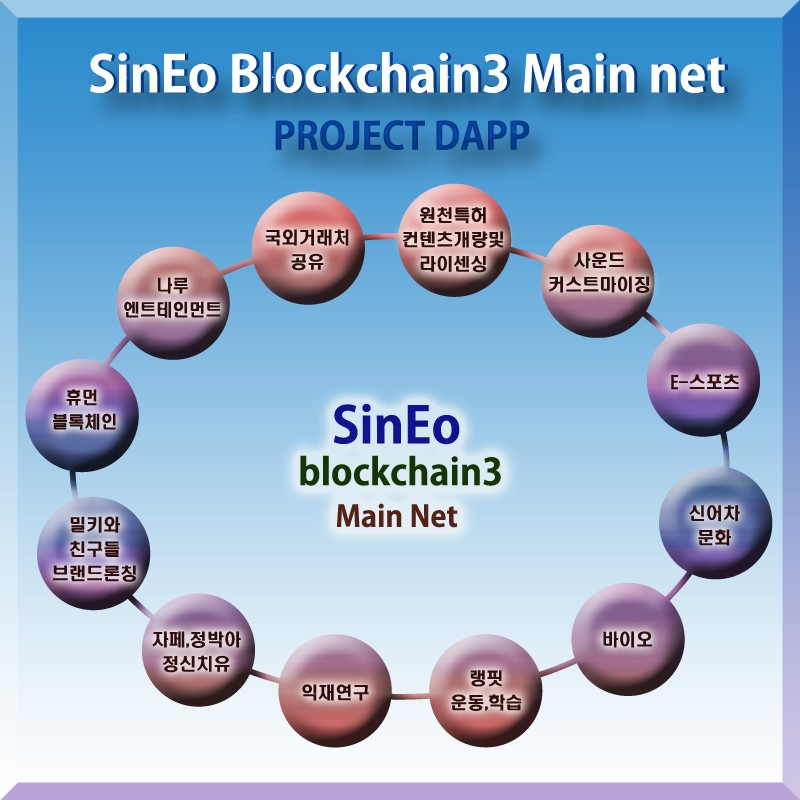 SinEo Blockchain3 Main net
PROJECT DAPP
원천특허
컨텐츠개량및
라이센싱
국외거래처
공유
사운드
커스트마이징
나루
엔트테인먼트
E-스포츠
휴먼
블록체인
SinEo
blockchain3
Main Net
신어차
문화
밀키와
친구들
브랜드론칭
자폐,정박아
정신치유
바이오
익재연구
랭핏
운동,학습